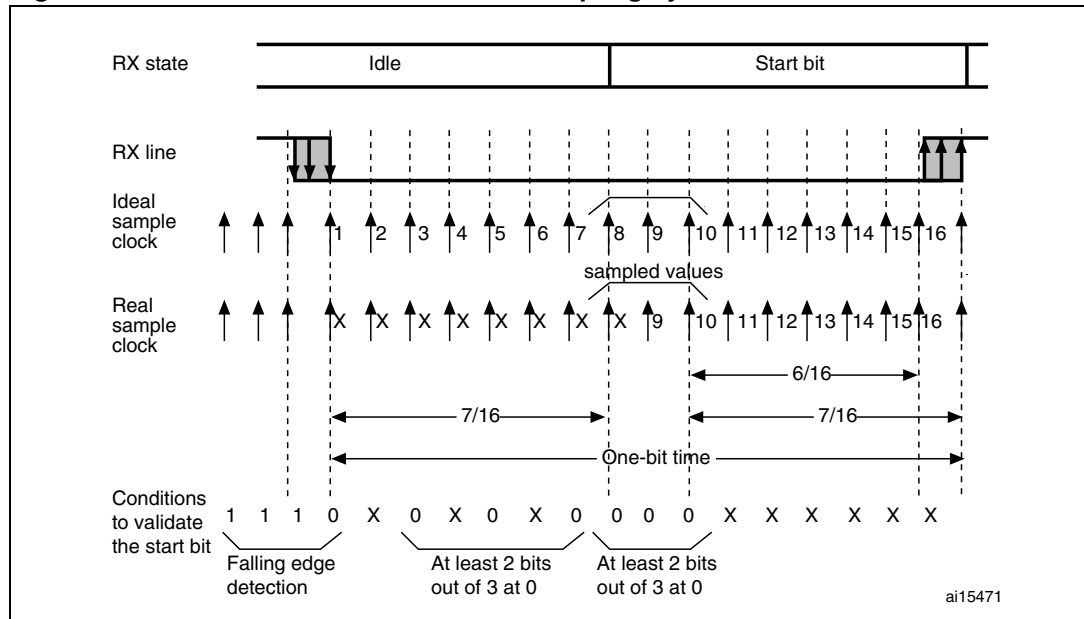 RX state
Idle
Start bit
RX line
Ideal
sample
clock
1 2 3 4 5 6 7 8 9 10 11 12 13 14 15 16
sampled values
Real
sample
clock
X X X X X X X X 9 10 11 12 13 14 15 16
6/16
7/16
7/16
One-bit time
Conditions
to validate
the start bit
1 1 1 0 X 0 X 0 X 0 0 0 0 X X X X X X
Falling edge
detection
At least 2 bits
out of 3 at 0
At least 2 bits
out of 3 at 0
ai15471